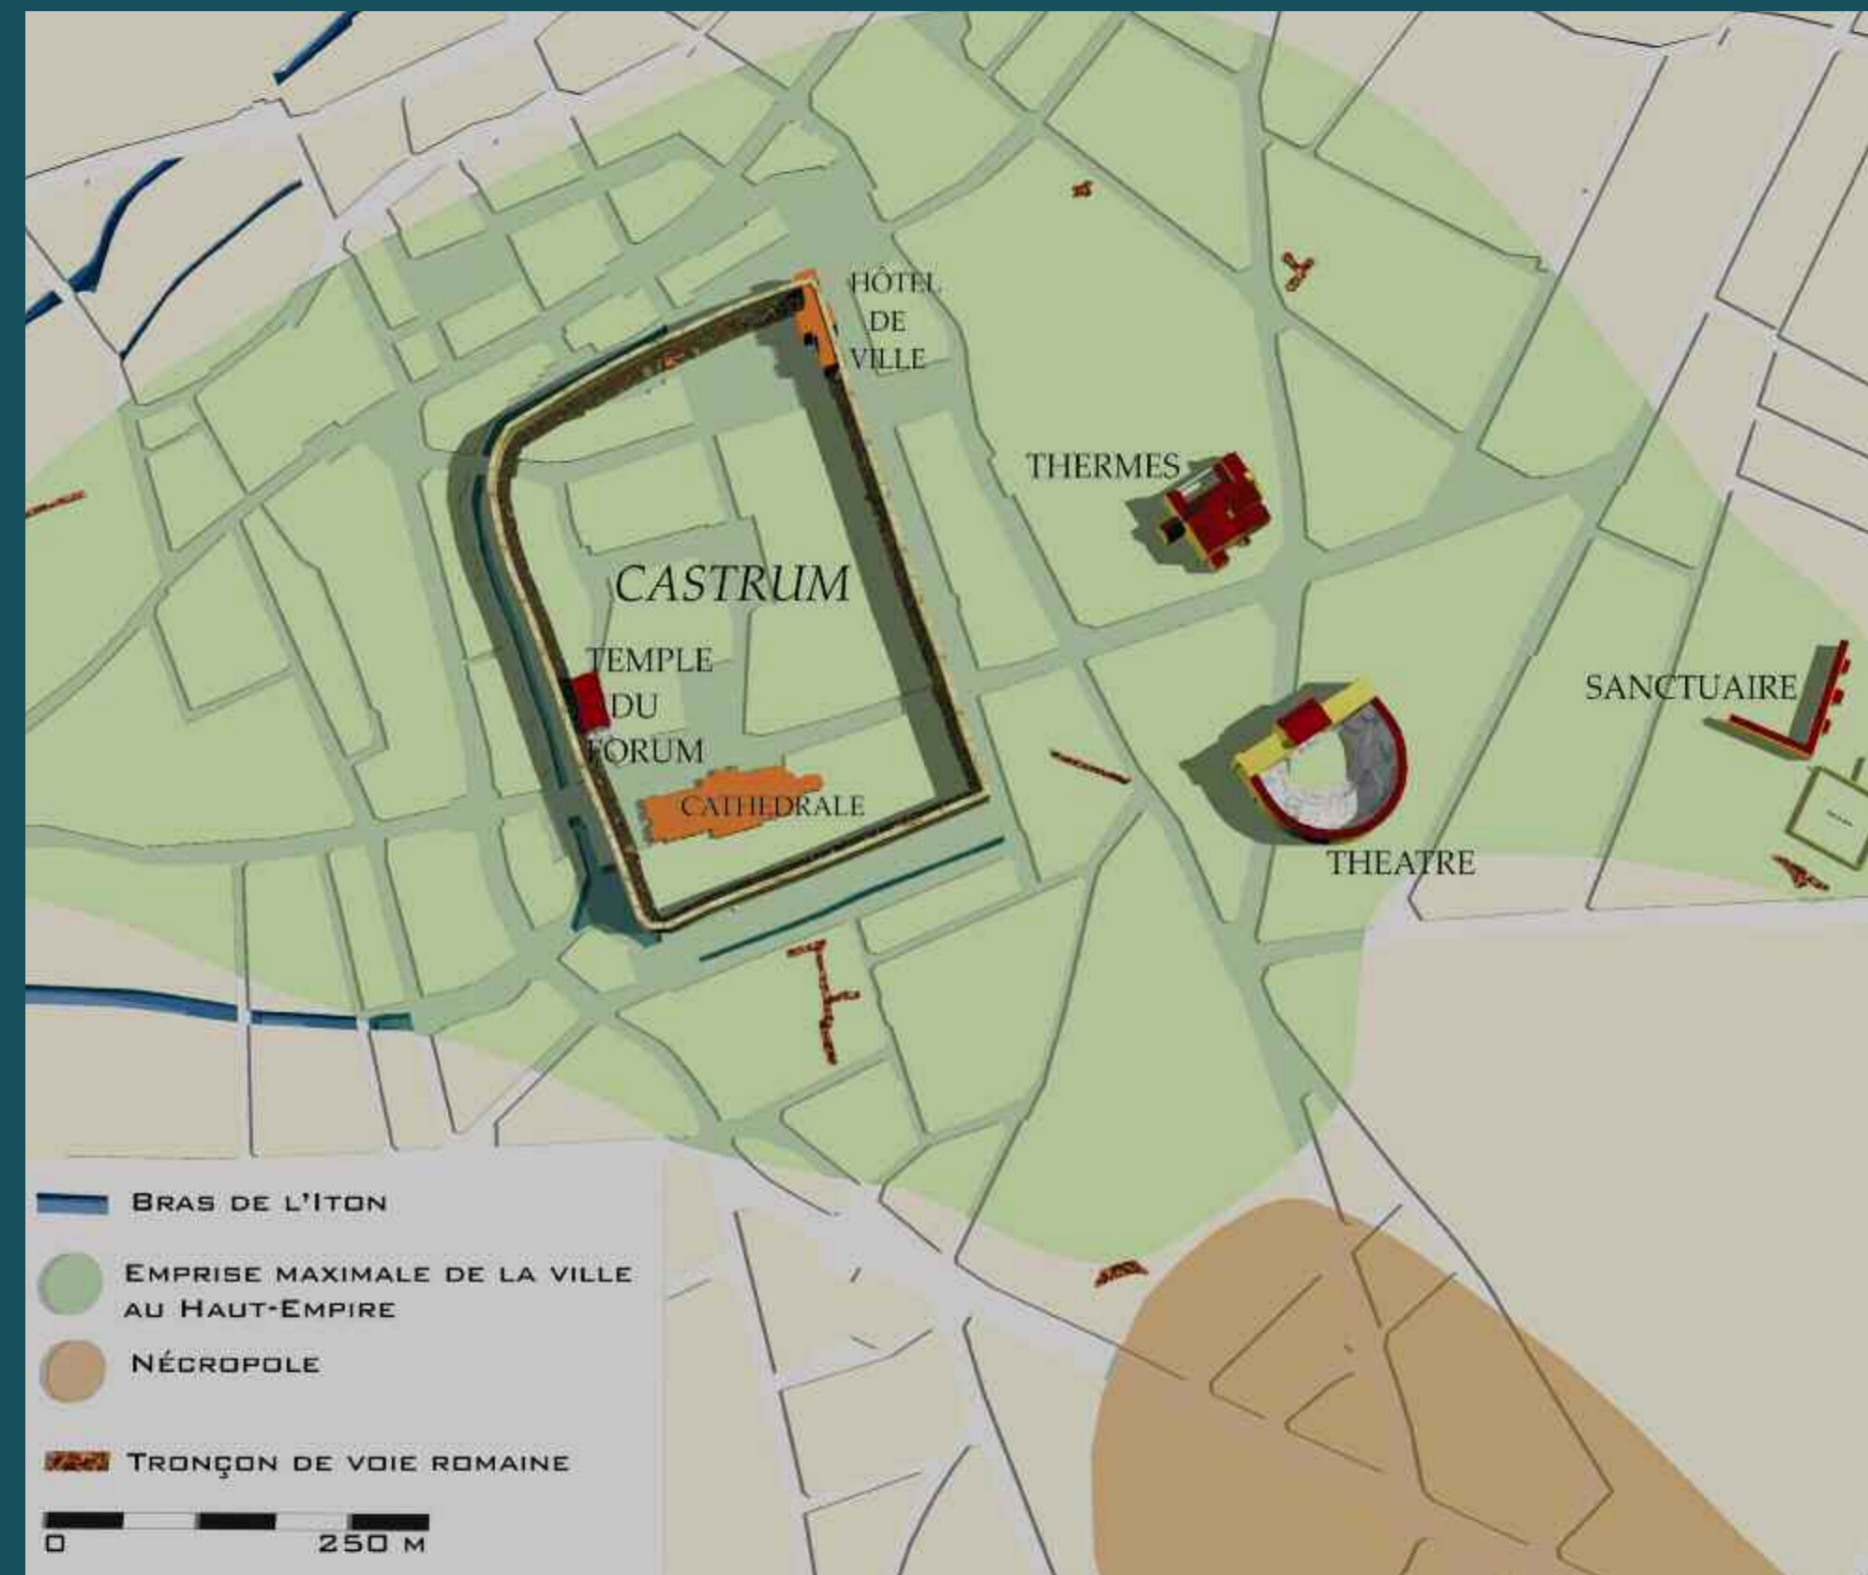 HÔTEL
DE
VILLE
THERMES
CASTRUM
TEMPLE
DU
FORUM
SANCTUAIRE
CATHEDRALE
THEATRE
BRAS DE L'ITON
EMPRISE MAXIMALE DE LA VILLE
AU HAUT-EMPIRE
NÉCROPOLE
TRONÇON DE VOIE ROMAINE
0 250 M